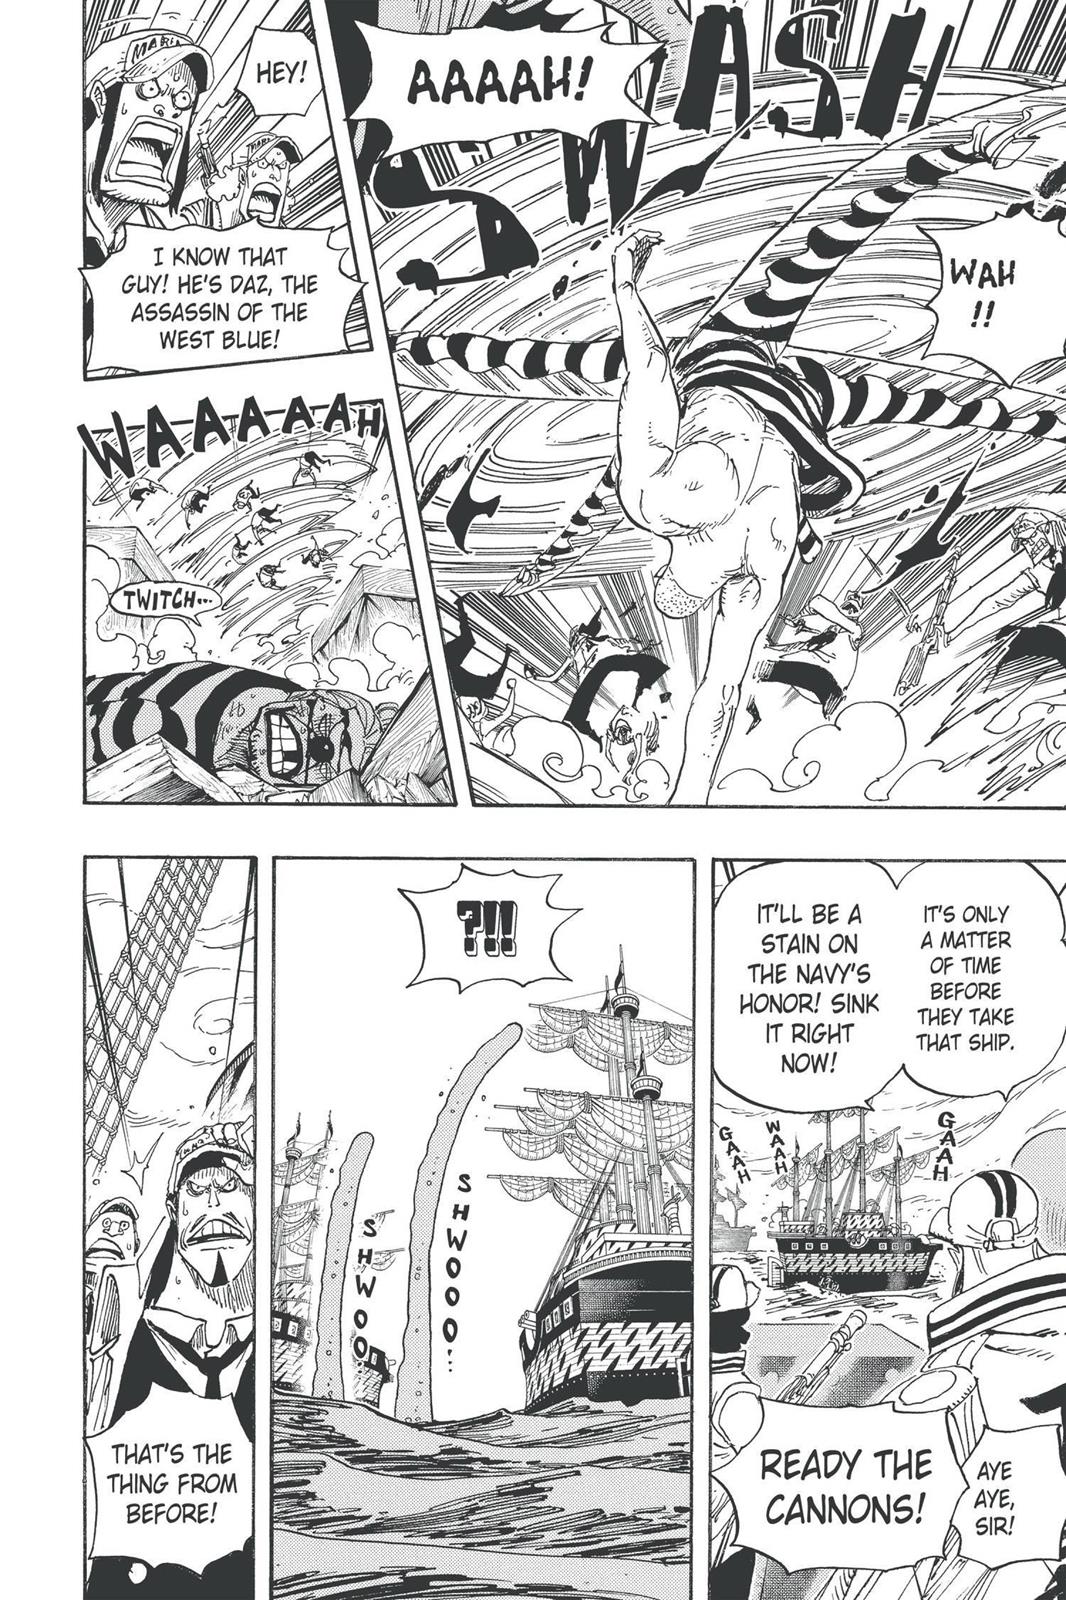 SWASH
WAH
!!
AAAAH!
HEY!
I KNOW THAT
GUY! HE'S DAZ, THE
ASSASSIN OF THE
WEST BLUE!
WAAAAAH
TWITCH...
IT'S ONLY
A MATTER
OF TIME
BEFORE
THEY TAKE
THAT SHIP.
IT'LL BE A
STAIN ON
THE NAVY'S
HONOR! SINK
IT RIGHT
NOW!
GAAH
WAAH
GAAH
READY THE
CANNONS!
AYE
AYE,
SIR!
?!!
SHWOOO...
SHWOO
THAT'S THE
THING FROM
BEFORE!